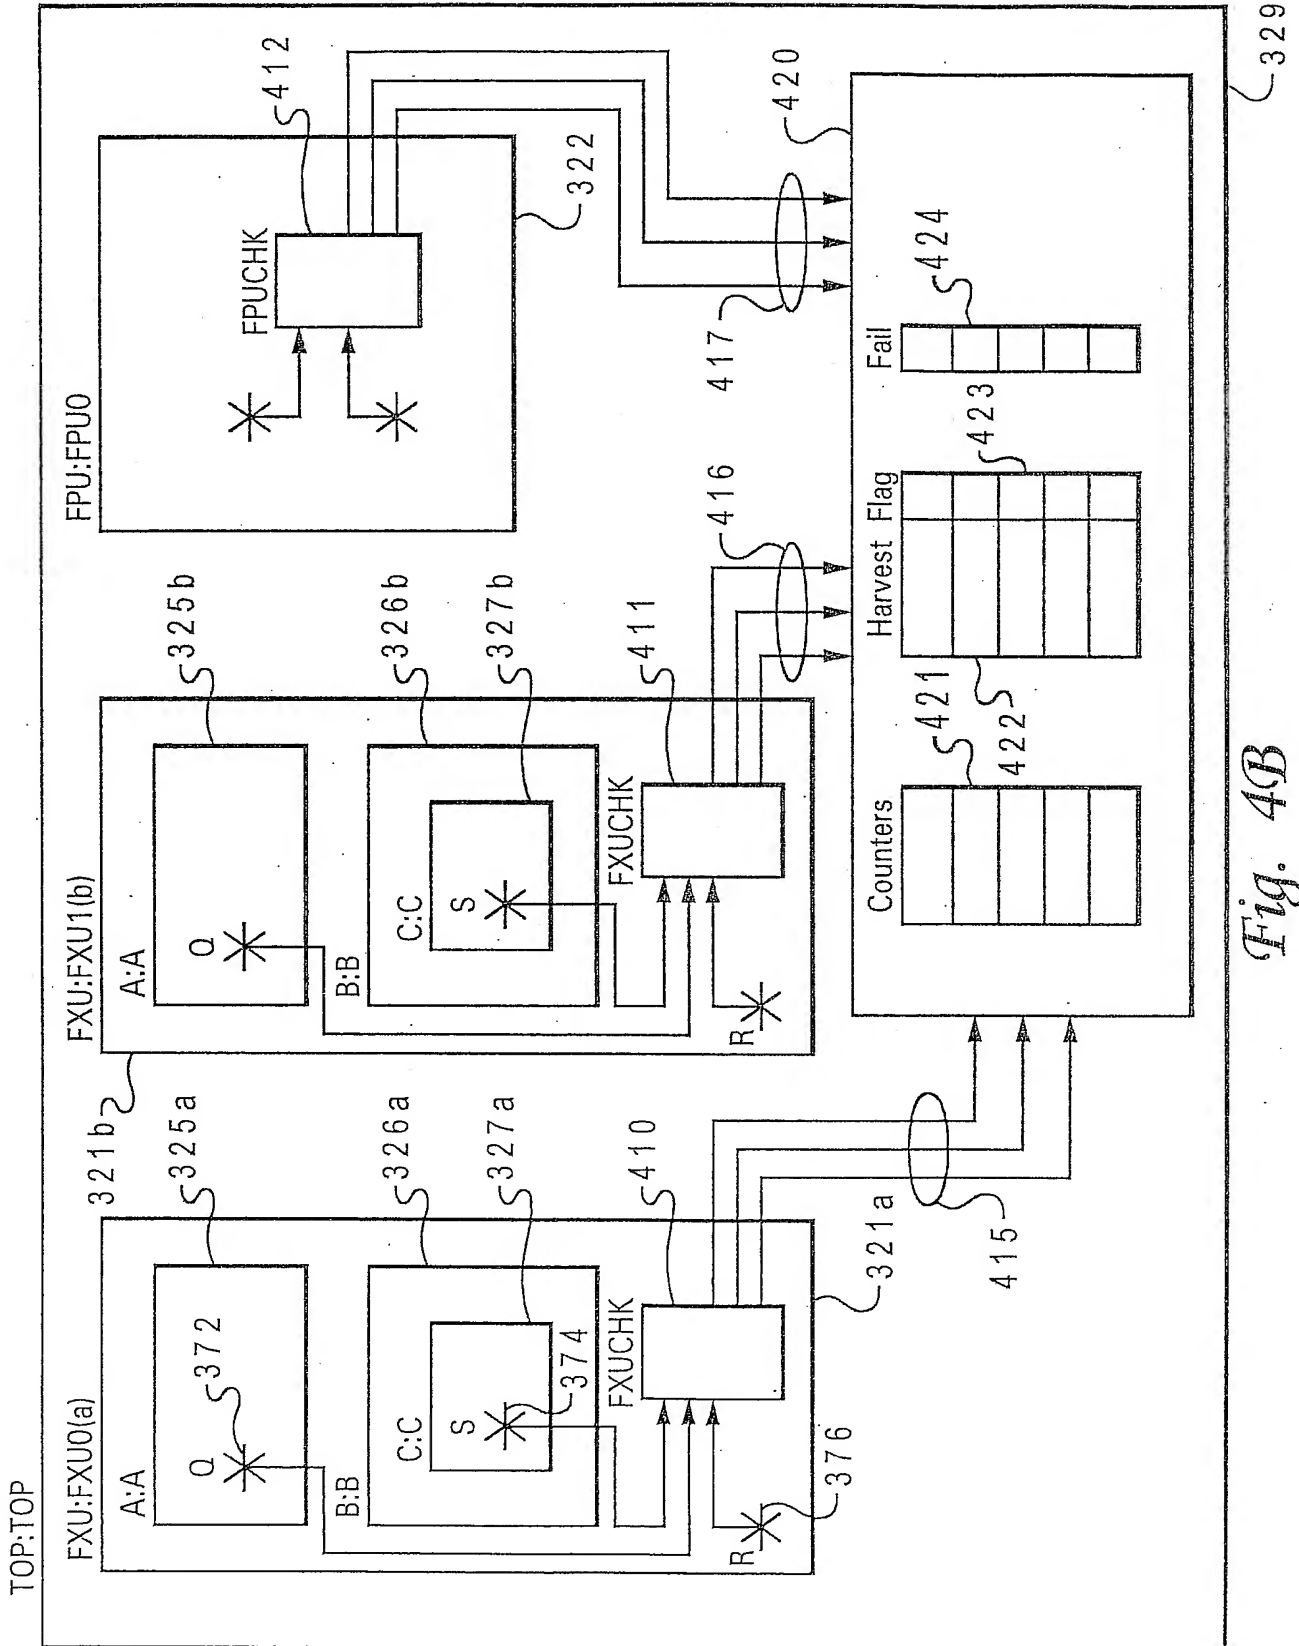 TOP:TOP
FXU:FXU0(a)
A:A
Q
372
325a
B:B
326a
C:C
S
374
327a
FXUCHK
410
R
376
321a
415
321b
FXU:FXU1(b)
A:A
Q
325b
B:B
326b
C:C
S
327b
FXUCHK
411
R
416
FPU:FPU0
FPUCHK
412
322
417
420
Counters
421
422
Harvest Flag
423
Fail
424
329
Fig. 4B